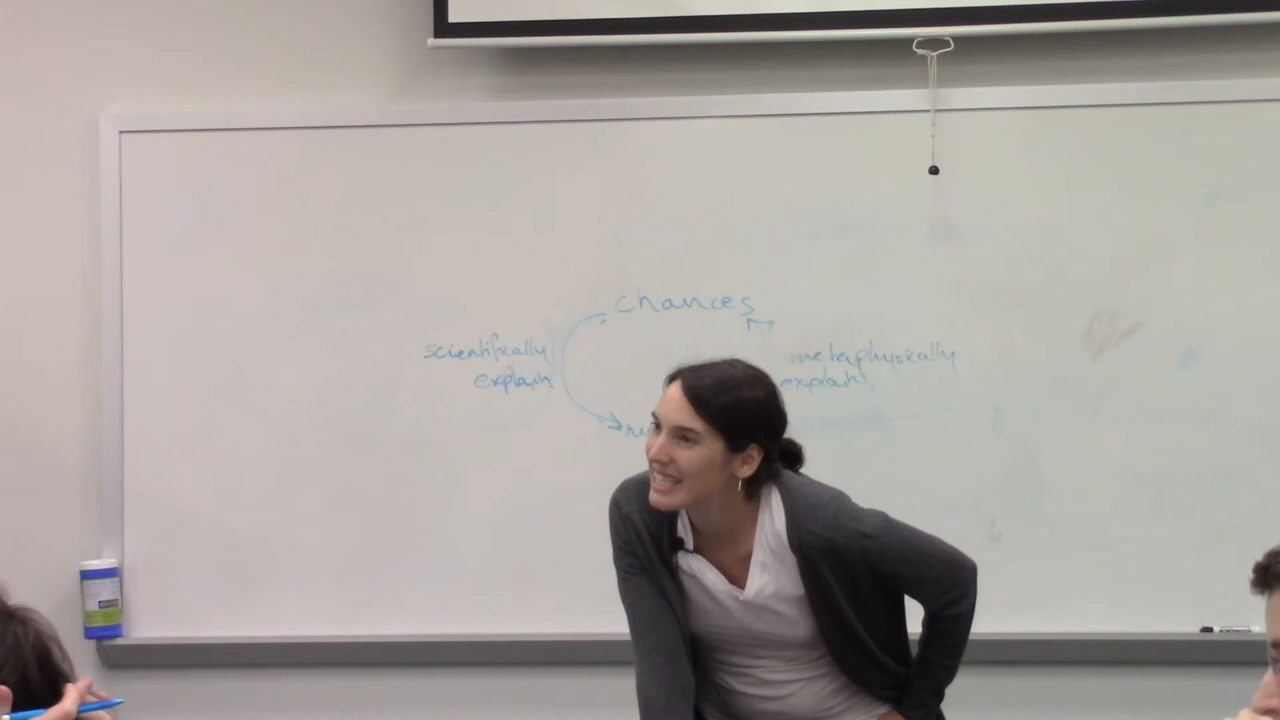 chances
scientifically
explain
metaphysically
explain